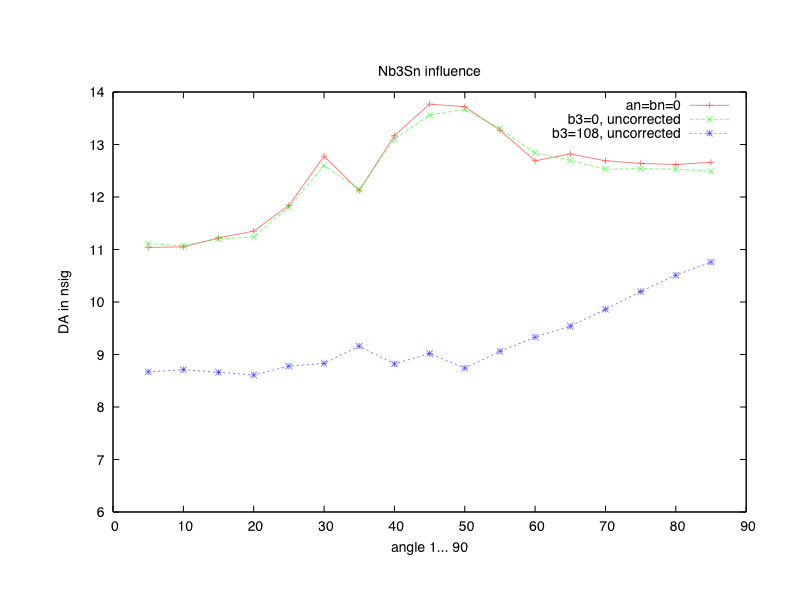 Nb3Sn influence
an=bn=0
b3=0, uncorrected
b3=108, uncorrected
14
13
12
11
10
9
8
7
6
DA in nsig
0 10 20 30 40 50 60 70 80 90
angle 1... 90